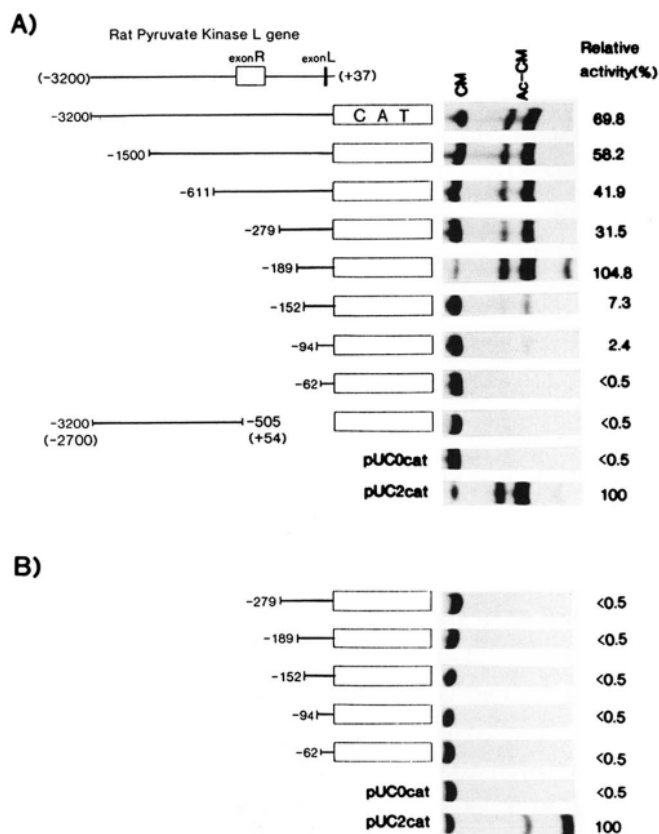 A)
Rat Pyruvate Kinase L gene
exonR exonL
(-3200) (+37)
CM Ac-CM
Relative activity(%)
-3200 CAT 69.8
-1500 58.2
-611 41.9
-279 31.5
-189 104.8
-152 7.3
-94 2.4
-62 <0.5
-3200 -505 <0.5
(-2700) (+54)
pUC0cat <0.5
pUC2cat 100
B)
-279 <0.5
-189 <0.5
-152 <0.5
-94 <0.5
-62 <0.5
pUC0cat <0.5
pUC2cat 100